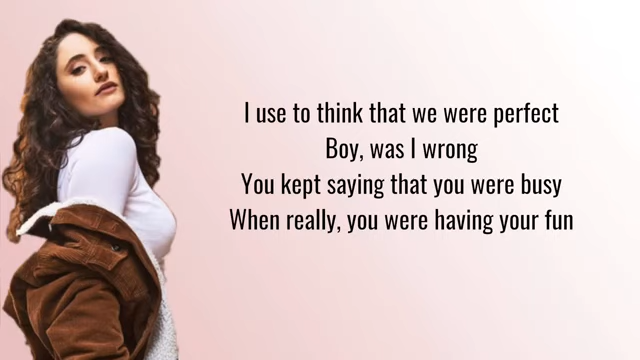 I use to think that we were perfect
Boy, was I wrong
You kept saying that you were busy
When really, you were having your fun